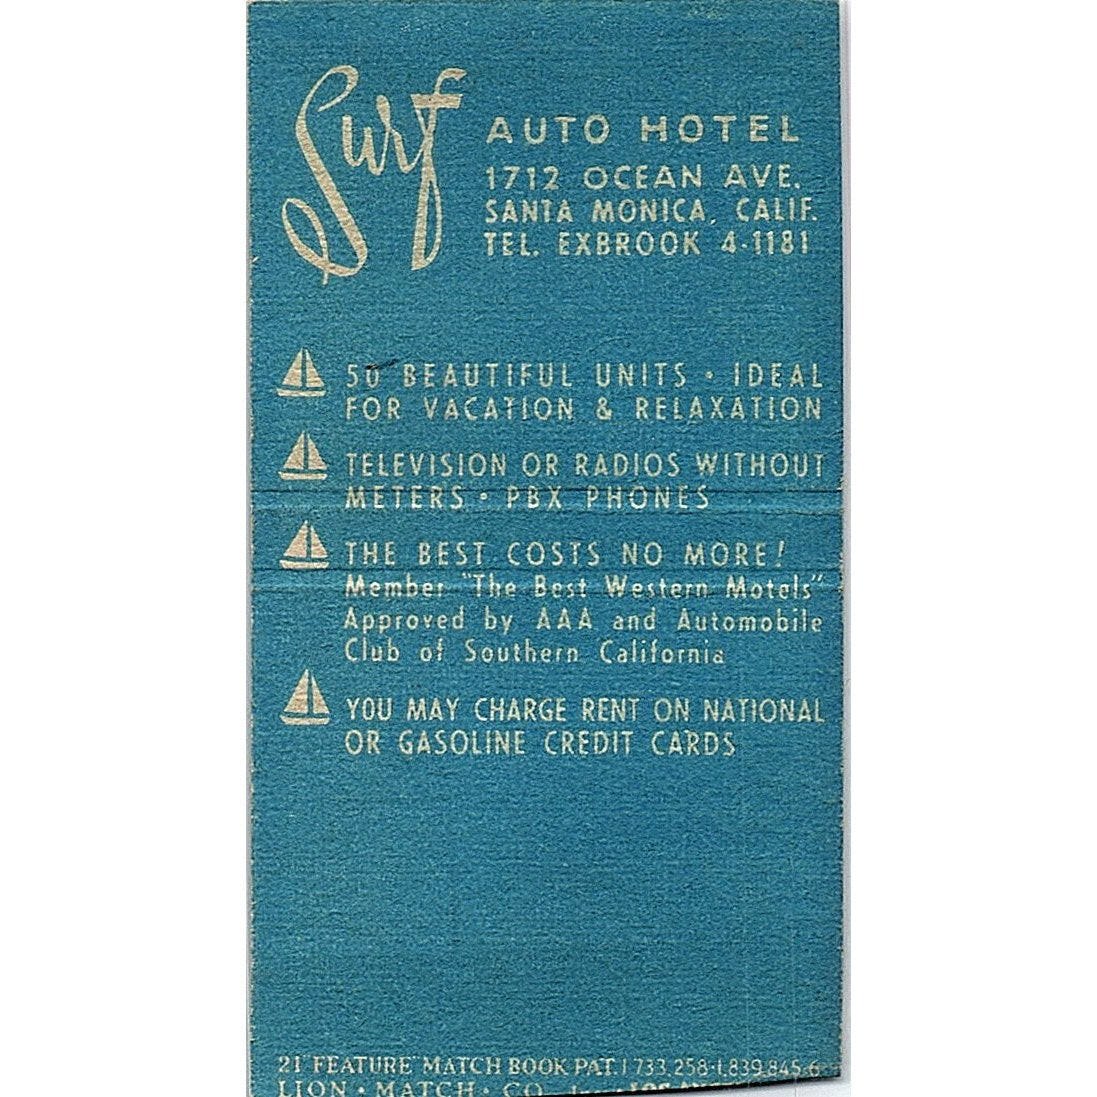 Surf
AUTO HOTEL
1712 OCEAN AVE.
SANTA MONICA, CALIF.
TEL. EXBROOK 4-1181
50 BEAUTIFUL UNITS · IDEAL
FOR VACATION & RELAXATION
TELEVISION OR RADIOS WITHOUT
METERS · PBX PHONES
THE BEST COSTS NO MORE!
Member "The Best Western Motels"
Approved by AAA and Automobile
Club of Southern California
YOU MAY CHARGE RENT ON NATIONAL
OR GASOLINE CREDIT CARDS
"21 FEATURE" MATCH BOOK PAT. 1 733,258·1,839,845-6
LION · MATCH · CO